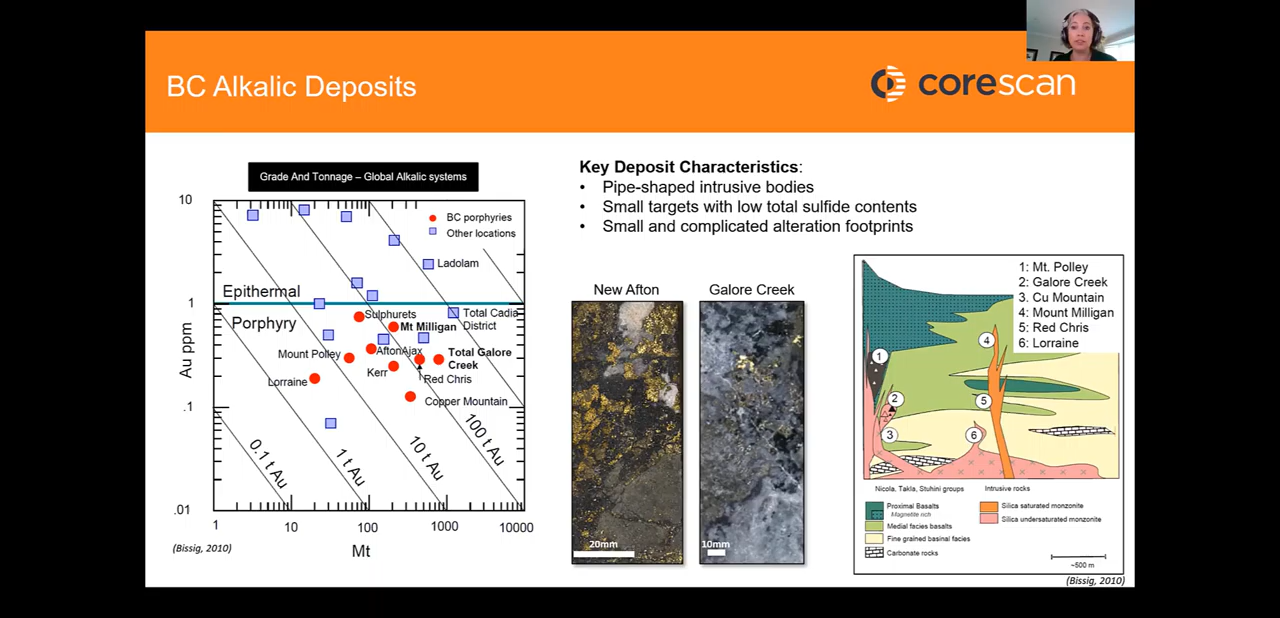 BC Alkalic Deposits
corescan
Grade And Tonnage – Global Alkalic systems
Key Deposit Characteristics:
• Pipe-shaped intrusive bodies
• Small targets with low total sulfide contents
• Small and complicated alteration footprints
10
1
.1
.01
Au ppm
BC porphyries
Other locations
Ladolam
Epithermal
Porphyry
Sulphurets
Total Cadia
District
Mt Milligan
Mount Polley
Afton
Ajax
Total Galore
Creek
Kerr
Red Chris
Lorraine
Copper Mountain
0.1 t Au
1 t Au
10 t Au
100 t Au
1
10
100
1000
10000
Mt
(Bissig, 2010)
New Afton
Galore Creek
20mm
10mm
1: Mt. Polley
2: Galore Creek
3. Cu Mountain
4: Mount Milligan
5: Red Chris
6: Lorraine
1
2
3
4
5
6
Nicola, Takla, Stuhini groups
Intrusive rocks
Proximal Basalts
Magnetite rich
Medial facies basalts
Fine grained basinal facies
Carbonate rocks
Silica saturated monzonite
Silica undersaturated monzonite
~500 m
(Bissig, 2010)